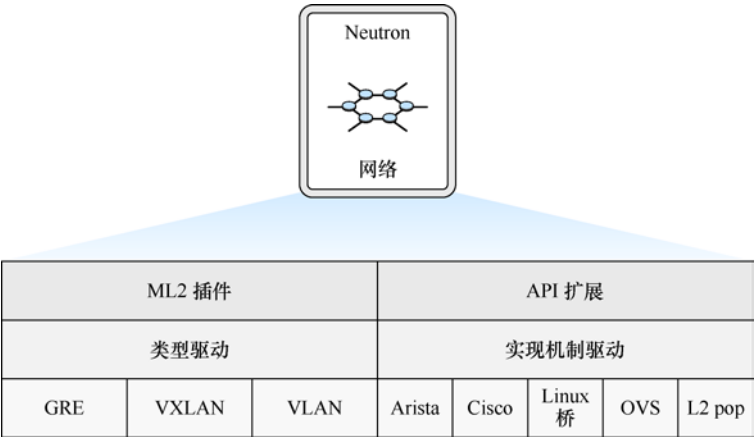 Neutron
网络
ML2 插件
API 扩展
类型驱动
实现机制驱动
GRE
VXLAN
VLAN
Arista
Cisco
Linux
桥
OVS
L2 pop